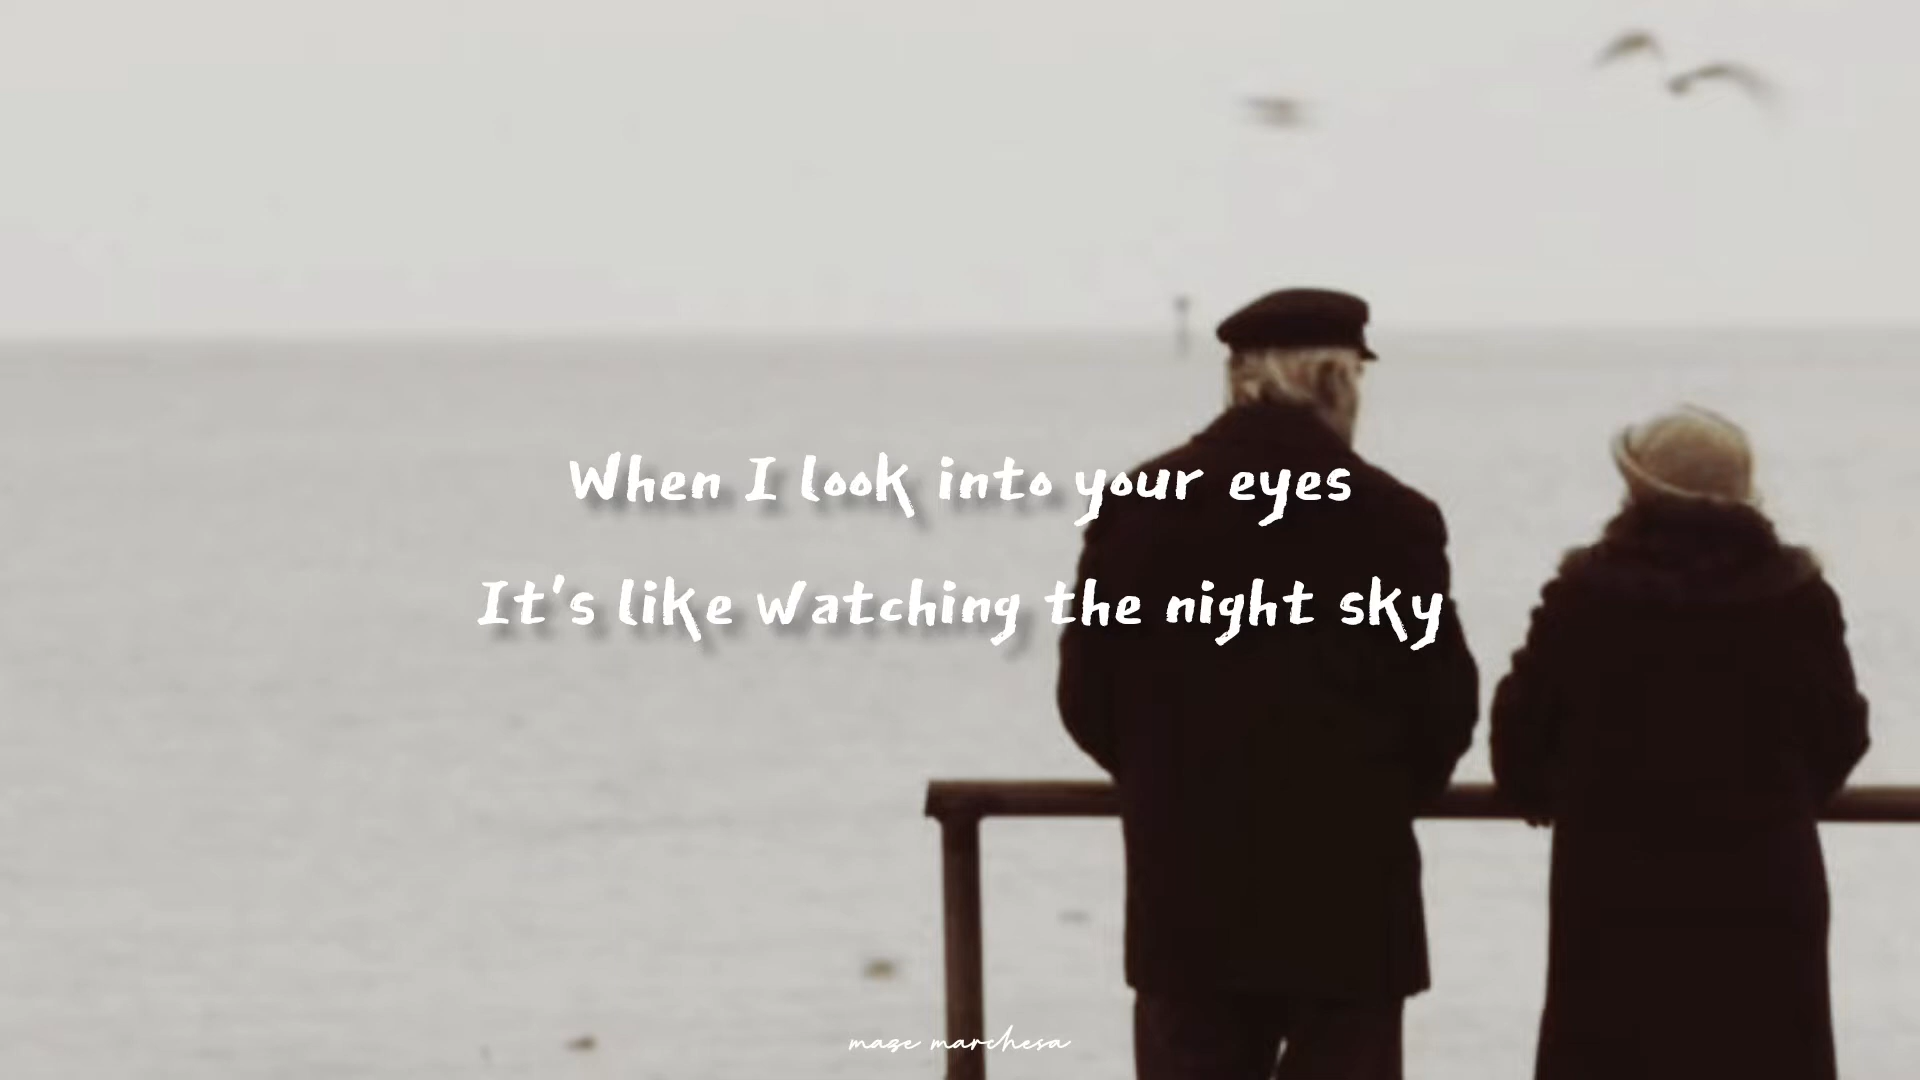 When I look into your eyes
It's like watching the night sky
maze marchesa